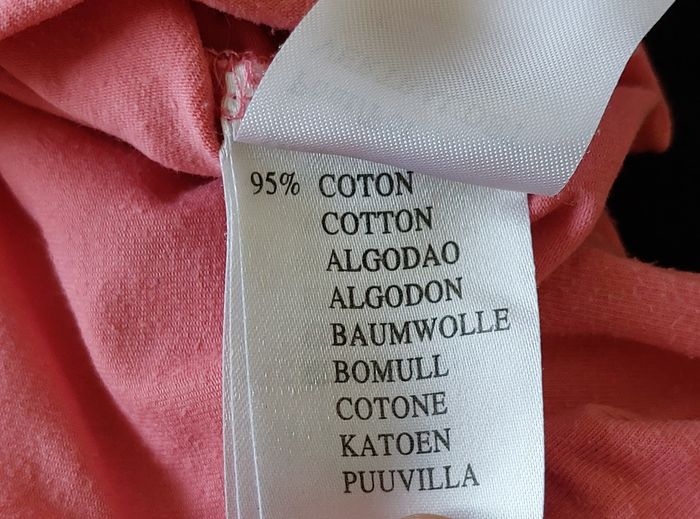 95% COTON
COTTON
ALGODAO
ALGODON
BAUMWOLLE
BOMULL
COTONE
KATOEN
PUUVILLA